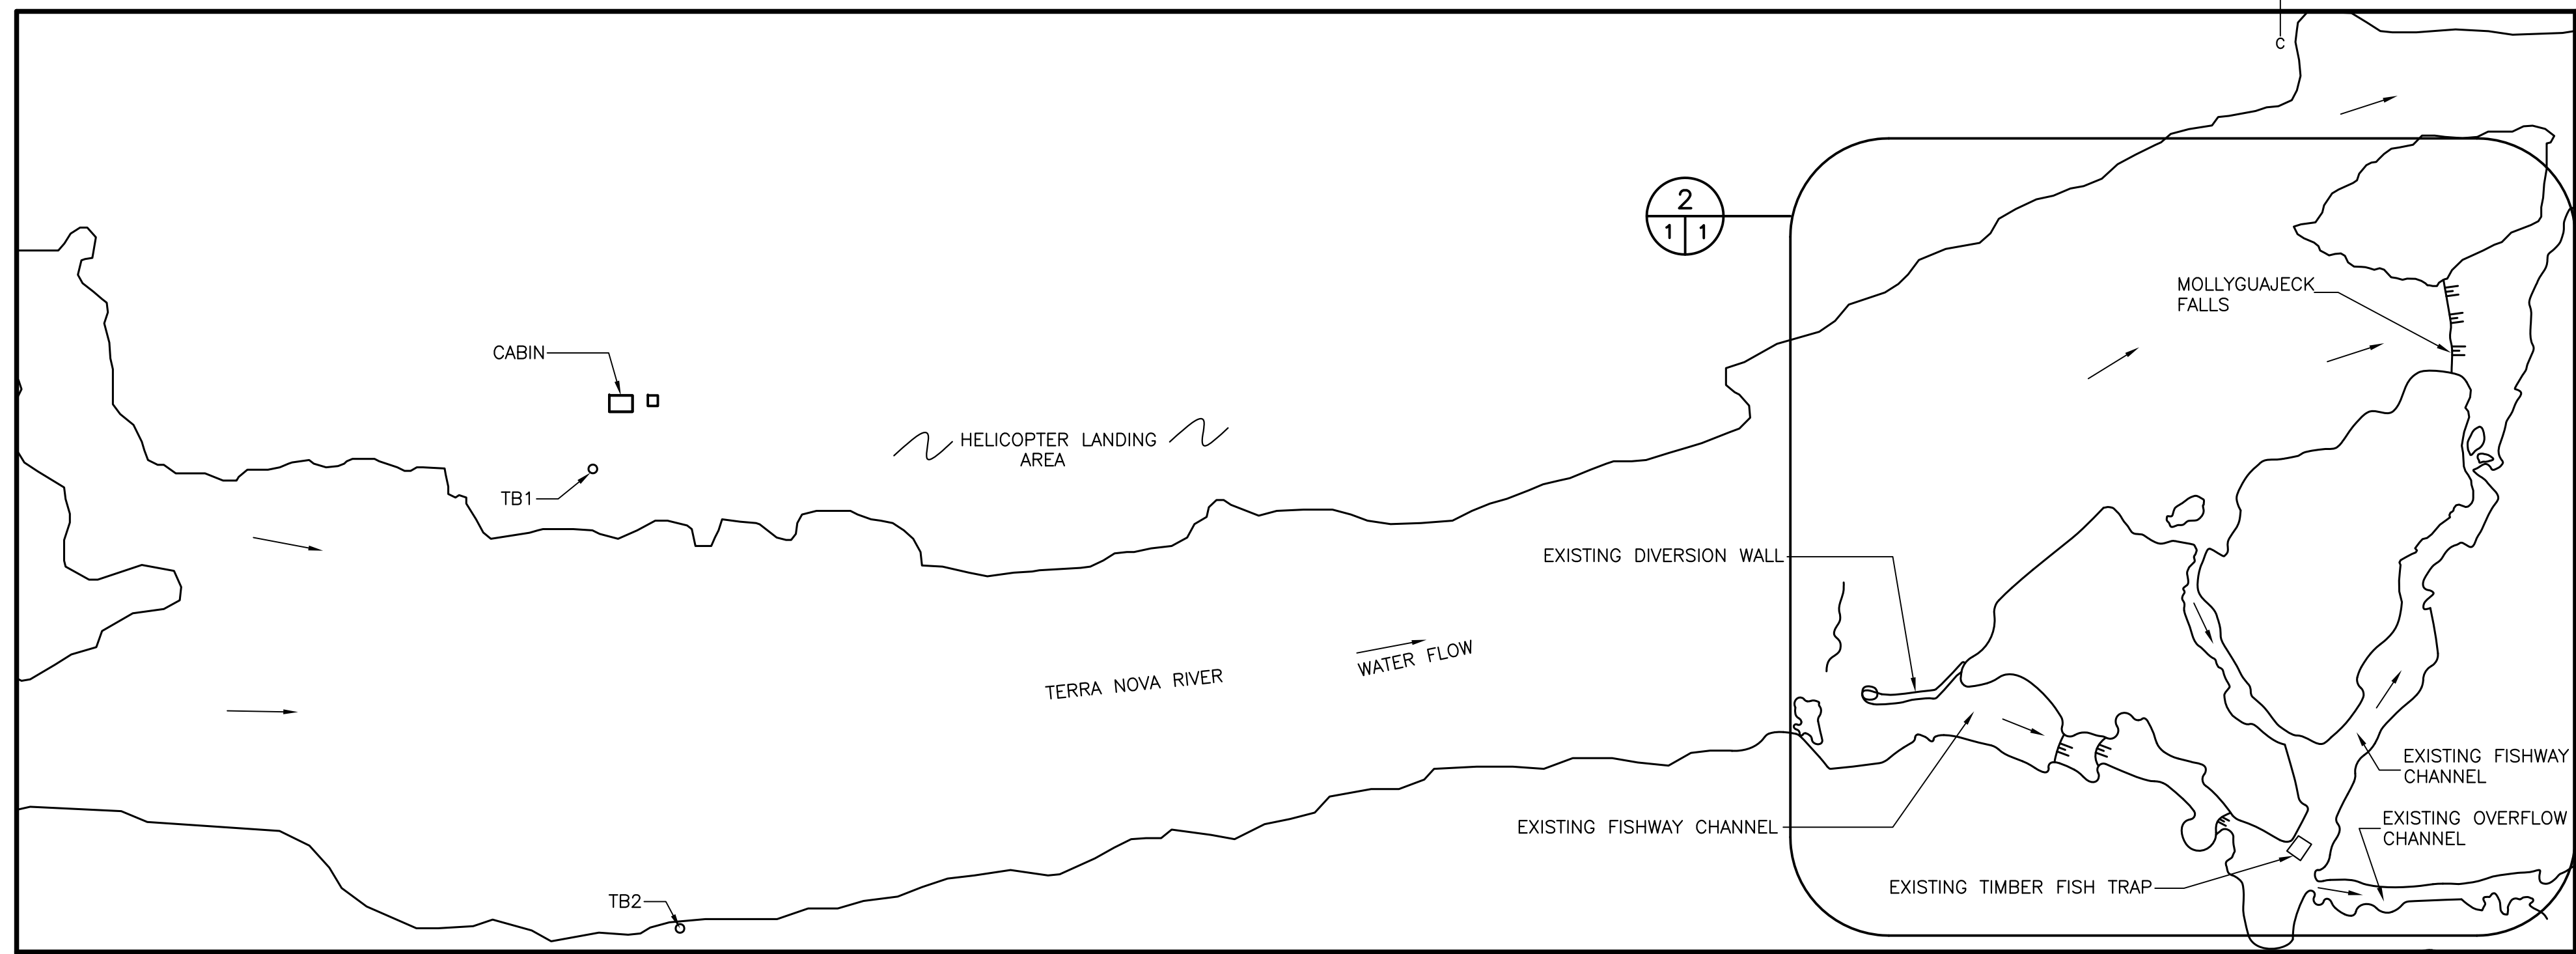 C
2
1 1
MOLLYGUAJECK
FALLS
CABIN
HELICOPTER LANDING
AREA
TB1
EXISTING DIVERSION WALL
WATER FLOW
TERRA NOVA RIVER
EXISTING FISHWAY
CHANNEL
EXISTING FISHWAY CHANNEL
EXISTING OVERFLOW
CHANNEL
EXISTING TIMBER FISH TRAP
TB2